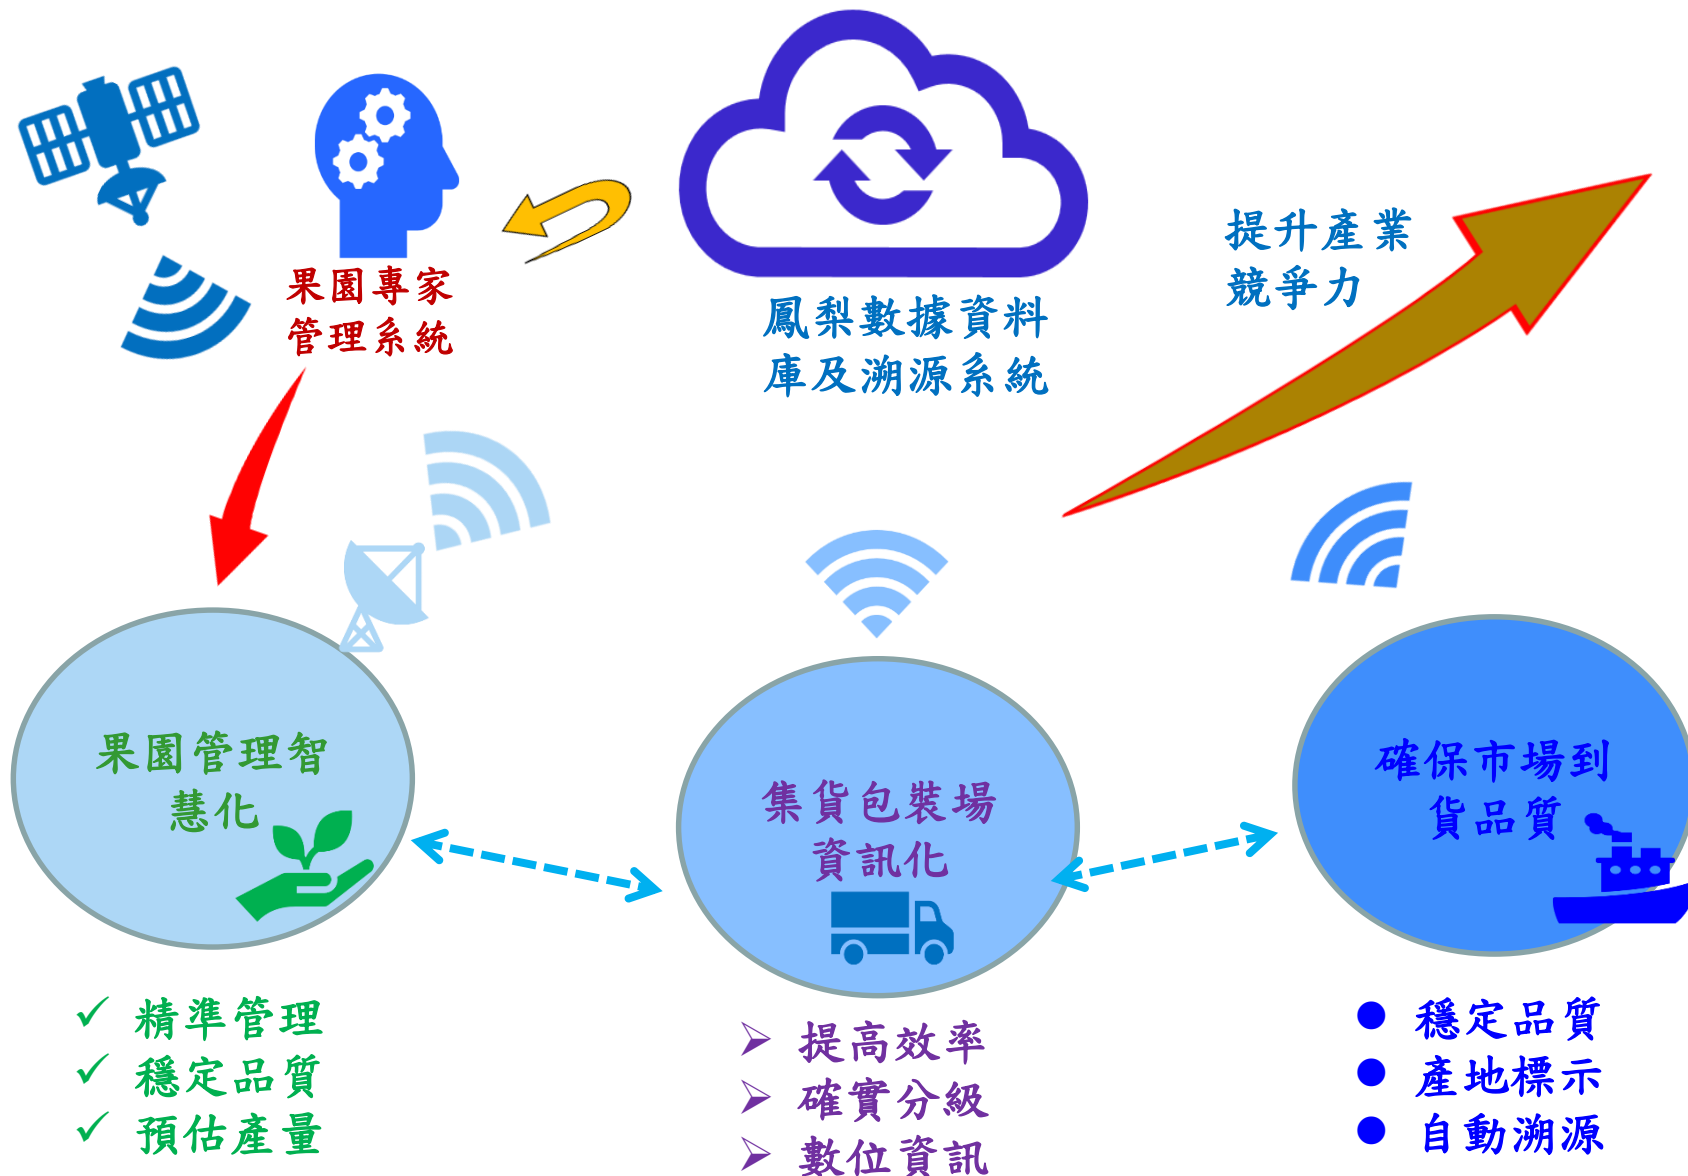 果園專家
管理系統
鳳梨數據資料
庫及溯源系統
提升產業
競爭力
果園管理智
慧化
集貨包裝場
資訊化
確保市場到
貨品質
✓ 精準管理
✓ 穩定品質
✓ 預估產量
➢ 提高效率
➢ 確實分級
➢ 數位資訊
● 穩定品質
● 產地標示
● 自動溯源